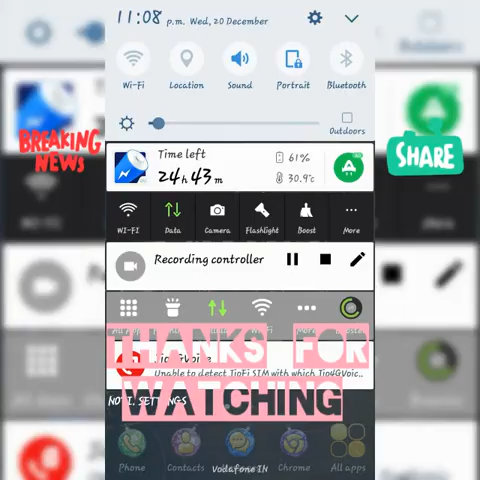 11:08 p.m. Wed, 20 December
Wi-Fi Location Sound Portrait Bluetooth
Outdoors
BREAKING NEWS
SHARE
Time left
24h 43m
61%
30.9°c
WI-FI Data Camera Flashlight Boost More
Recording controller
THANKS FOR
WATCHING
Jio4GVoice
Unable to detect JioFi SIM with which Jio4GVoic..
NOTI. SETTINGS
Phone Contacts Chrome All apps
Vodafone IN